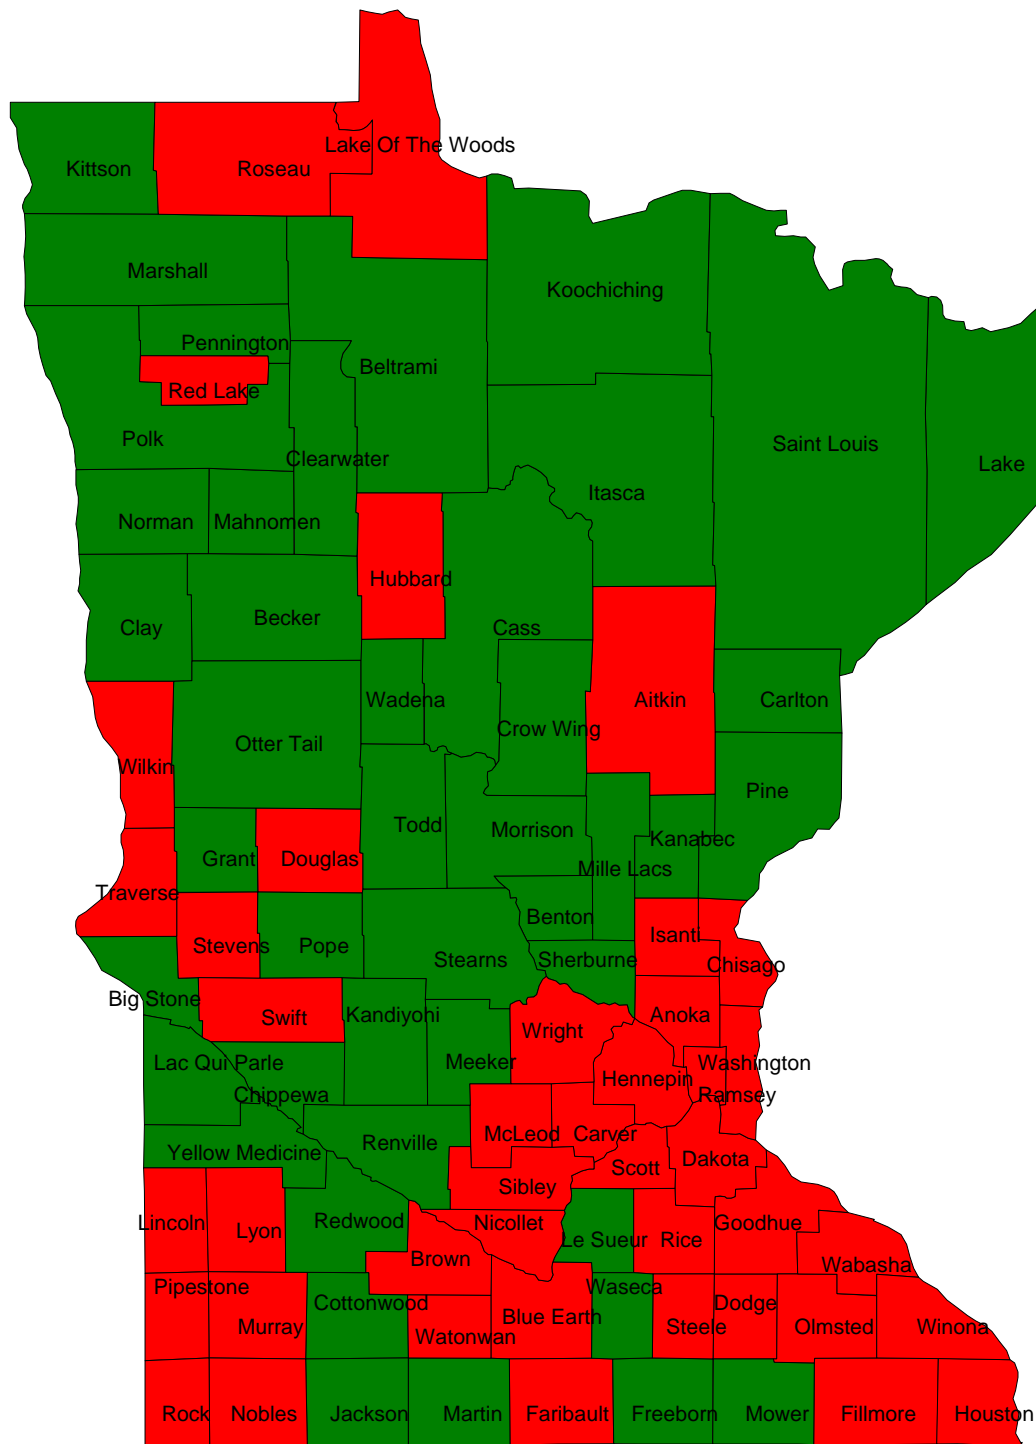 Lake Of The Woods
Kittson
Roseau
Marshall
Koochiching
Pennington
Beltrami
Red Lake
Polk
Saint Louis
Clearwater
Lake
Itasca
Norman
Mahnomen
Hubbard
Becker
Clay
Cass
Wadena
Aitkin
Carlton
Crow Wing
Otter Tail
Wilkin
Pine
Todd
Morrison
Kanabec
Grant
Douglas
Mille Lacs
Traverse
Benton
Isanti
Stevens
Pope
Stearns
Sherburne
Chisago
Big Stone
Swift
Kandiyohi
Anoka
Wright
Lac Qui Parle
Meeker
Washington
Hennepin
Chippewa
Ramsey
McLeod
Carver
Renville
Yellow Medicine
Dakota
Scott
Sibley
Lincoln
Lyon
Redwood
Nicollet
Goodhue
Le Sueur
Rice
Brown
Wabasha
Pipestone
Waseca
Cottonwood
Dodge
Blue Earth
Murray
Watonwan
Steele
Olmsted
Winona
Rock
Nobles
Jackson
Martin
Faribault
Freeborn
Mower
Fillmore
Houston